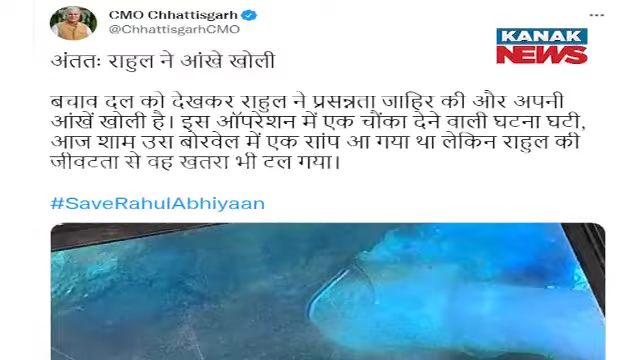 CMO Chhattisgarh
@ChhattisgarhCMO
KANAK
NEWS
अंततः राहुल ने आंखे खोली
बचाव दल को देखकर राहुल ने प्रसन्नता जाहिर की और अपनी
आंखें खोली है। इस ऑपरेशन में एक चौंका देने वाली घटना घटी,
आज शाम उस बोरवेल में एक सांप आ गया था लेकिन राहुल की
जीवटता से वह खतरा भी टल गया।
#SaveRahulAbhiyaan